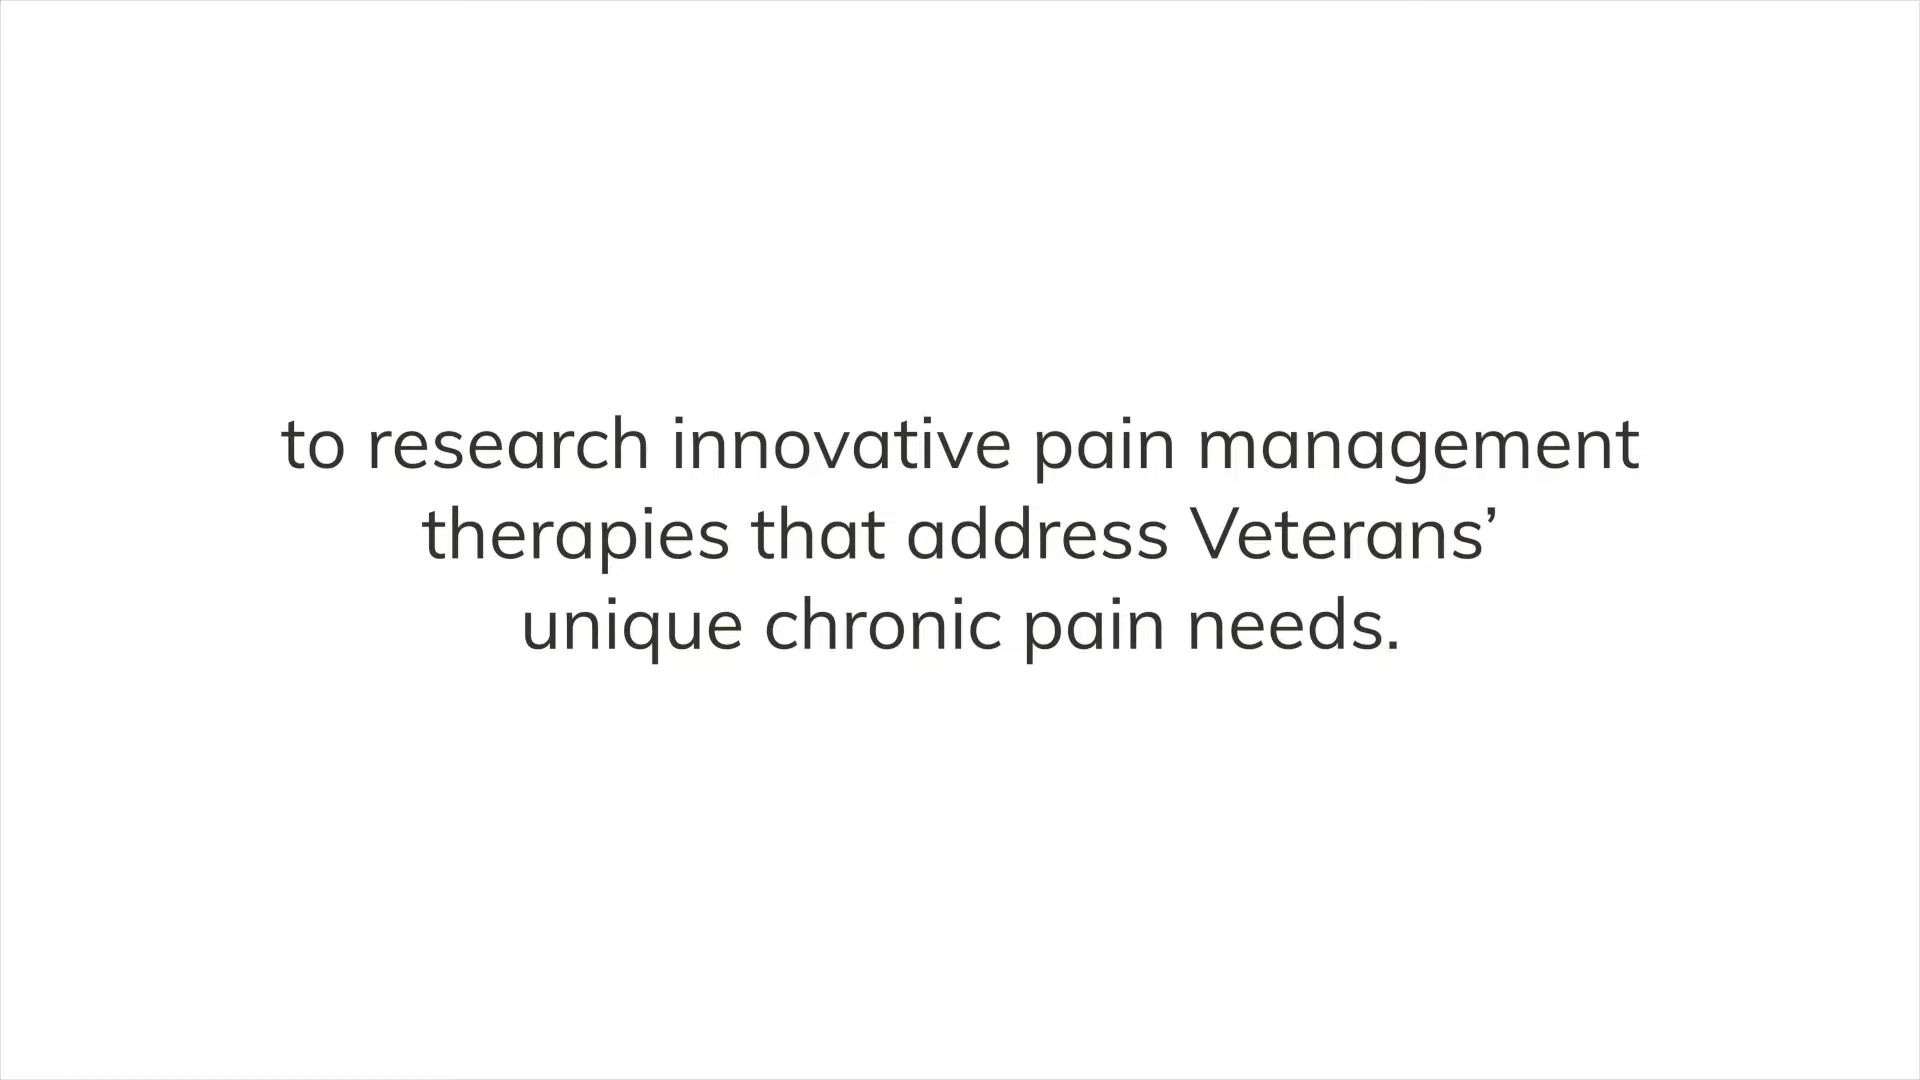 to research innovative pain management
therapies that address Veterans’
unique chronic pain needs.